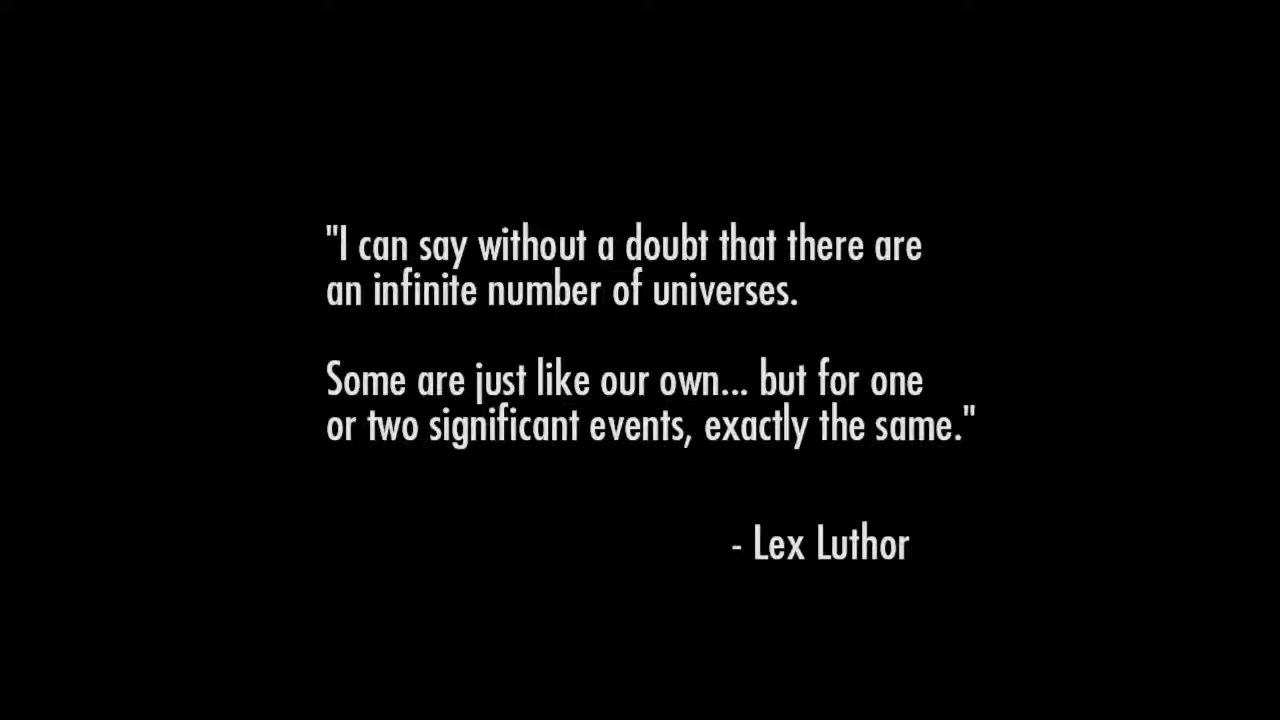 "I can say without a doubt that there are
an infinite number of universes.
Some are just like our own... but for one
or two significant events, exactly the same."
- Lex Luthor